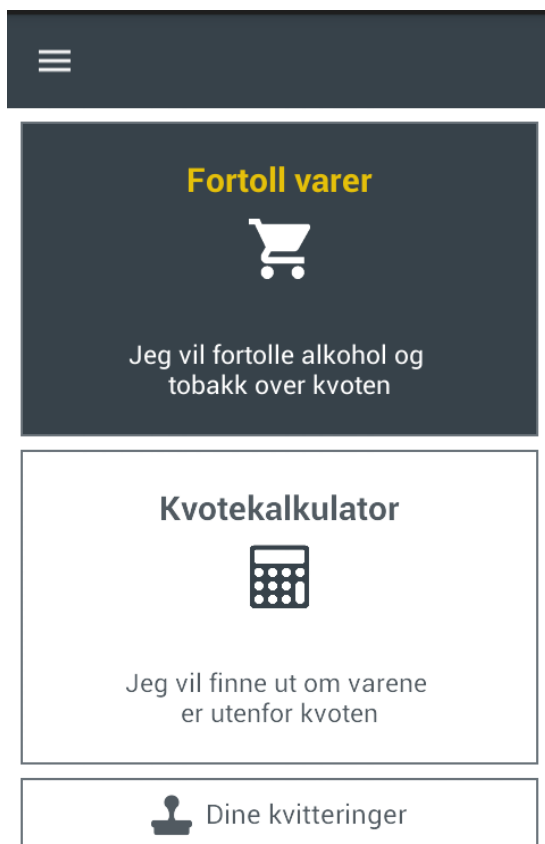 Fortoll varer
Jeg vil fortolle alkohol og
tobakk over kvoten
Kvotekalkulator
Jeg vil finne ut om varene
er utenfor kvoten
Dine kvitteringer